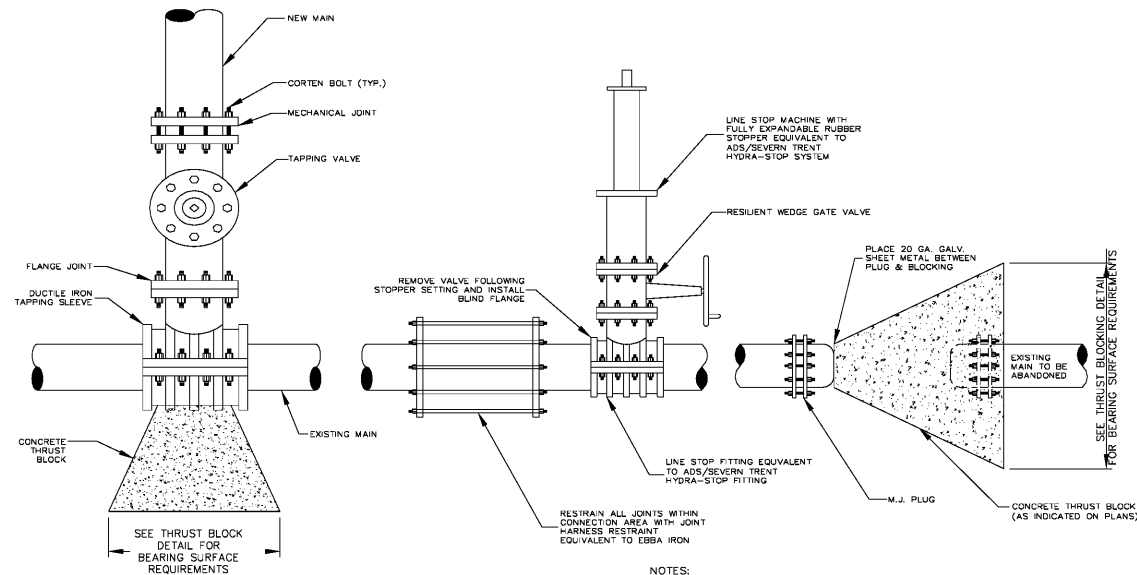 NEW MAIN
CORTEN BOLT (TYP.)
MECHANICAL JOINT
TAPPING VALVE
FLANGE JOINT
DUCTILE IRON
TAPPING SLEEVE
EXISTING MAIN
CONCRETE
THRUST
BLOCK
SEE THRUST BLOCK
DETAIL FOR
BEARING SURFACE
REQUIREMENTS
LINE STOP MACHINE WITH
FULLY EXPANDABLE RUBBER
STOPPER EQUIVALENT TO
ADS/SEVERN TRENT
HYDRA-STOP SYSTEM
RESILIENT WEDGE GATE VALVE
REMOVE VALVE FOLLOWING
STOPPER SETTING AND INSTALL
BLIND FLANGE
LINE STOP FITTING EQUIVALENT
TO ADS/SEVERN TRENT
HYDRA-STOP FITTING
RESTRAIN ALL JOINTS WITHIN
CONNECTION AREA WITH JOINT
HARNESS RESTRAINT
EQUIVALENT TO EBBA IRON
PLACE 20 GA. GALV.
SHEET METAL BETWEEN
PLUG & BLOCKING
EXISTING
MAIN TO BE
ABANDONED
SEE THRUST BLOCKING DETAIL
FOR BEARING SURFACE REQUIREMENTS
M.J. PLUG
CONCRETE THRUST BLOCK
(AS INDICATED ON PLANS)
NOTES: